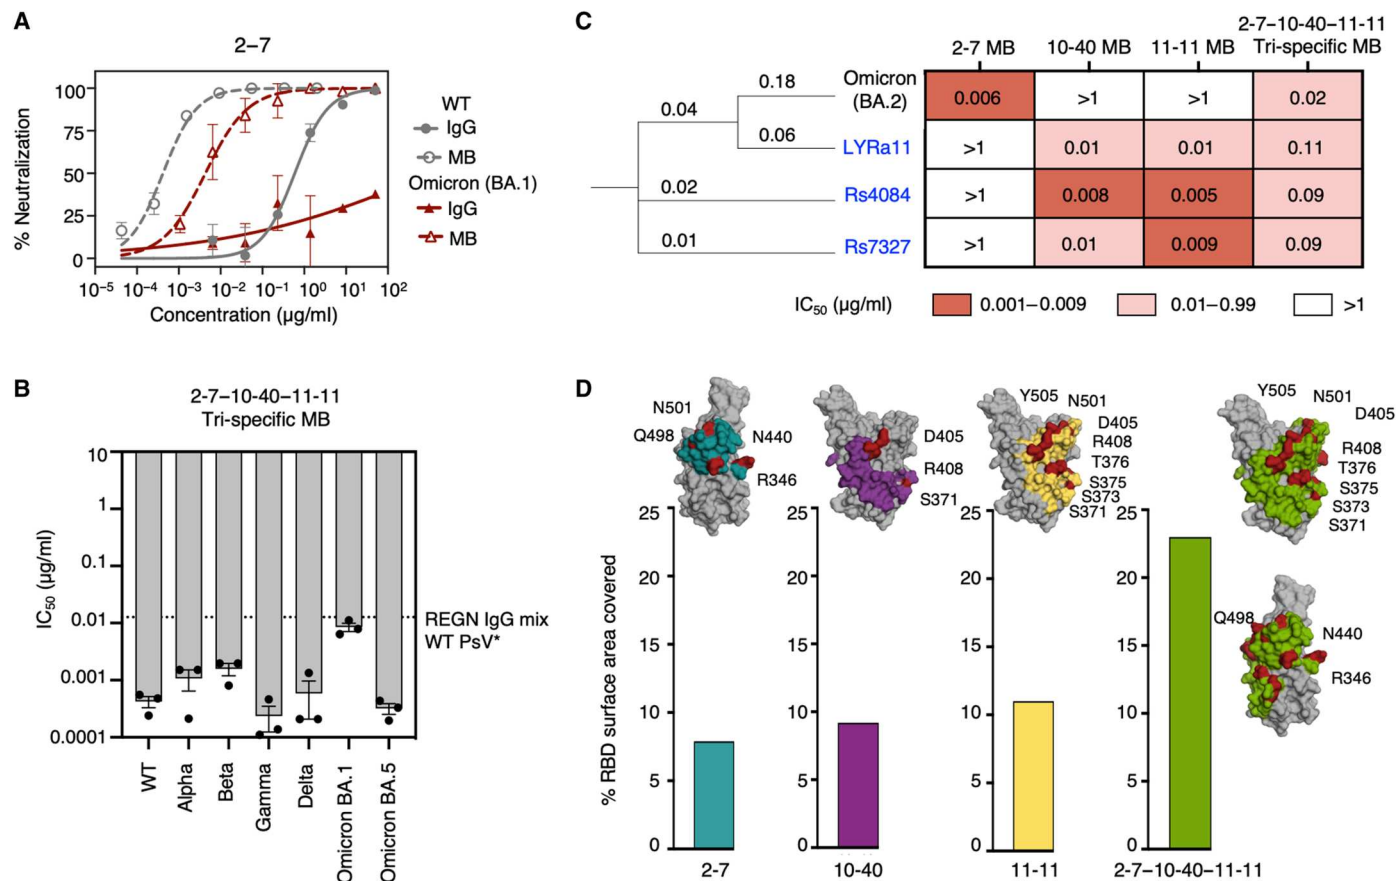 A
2–7
% Neutralization
100
75
50
25
0
10⁻⁵ 10⁻⁴ 10⁻³ 10⁻² 10⁻¹ 10⁰ 10¹ 10²
Concentration (µg/ml)
WT
IgG
MB
Omicron (BA.1)
IgG
MB
C
2-7 MB 10-40 MB 11-11 MB 2-7–10-40–11-11
Tri-specific MB
0.18
0.04
0.06
0.02
0.01
Omicron
(BA.2) 0.006 >1 >1 0.02
LYRa11 >1 0.01 0.01 0.11
Rs4084 >1 0.008 0.005 0.09
Rs7327 >1 0.01 0.009 0.09
IC₅₀ (µg/ml) 0.001–0.009 0.01–0.99 >1
B
2-7–10-40–11-11
Tri-specific MB
IC₅₀ (µg/ml)
10
1
0.1
0.01
0.001
0.0001
REGN IgG mix
WT PsV*
WT
Alpha
Beta
Gamma
Delta
Omicron BA.1
Omicron BA.5
D
% RBD surface area covered
N501
Q498
N440
R346
25
20
15
10
5
0
2-7
D405
R408
S371
25
20
15
10
5
0
10-40
Y505
N501
D405
R408
T376
S375
S373
S371
25
20
15
10
5
0
11-11
Y505
N501
D405
R408
T376
S375
S373
S371
Q498
N440
R346
25
20
15
10
5
0
2-7–10-40–11-11